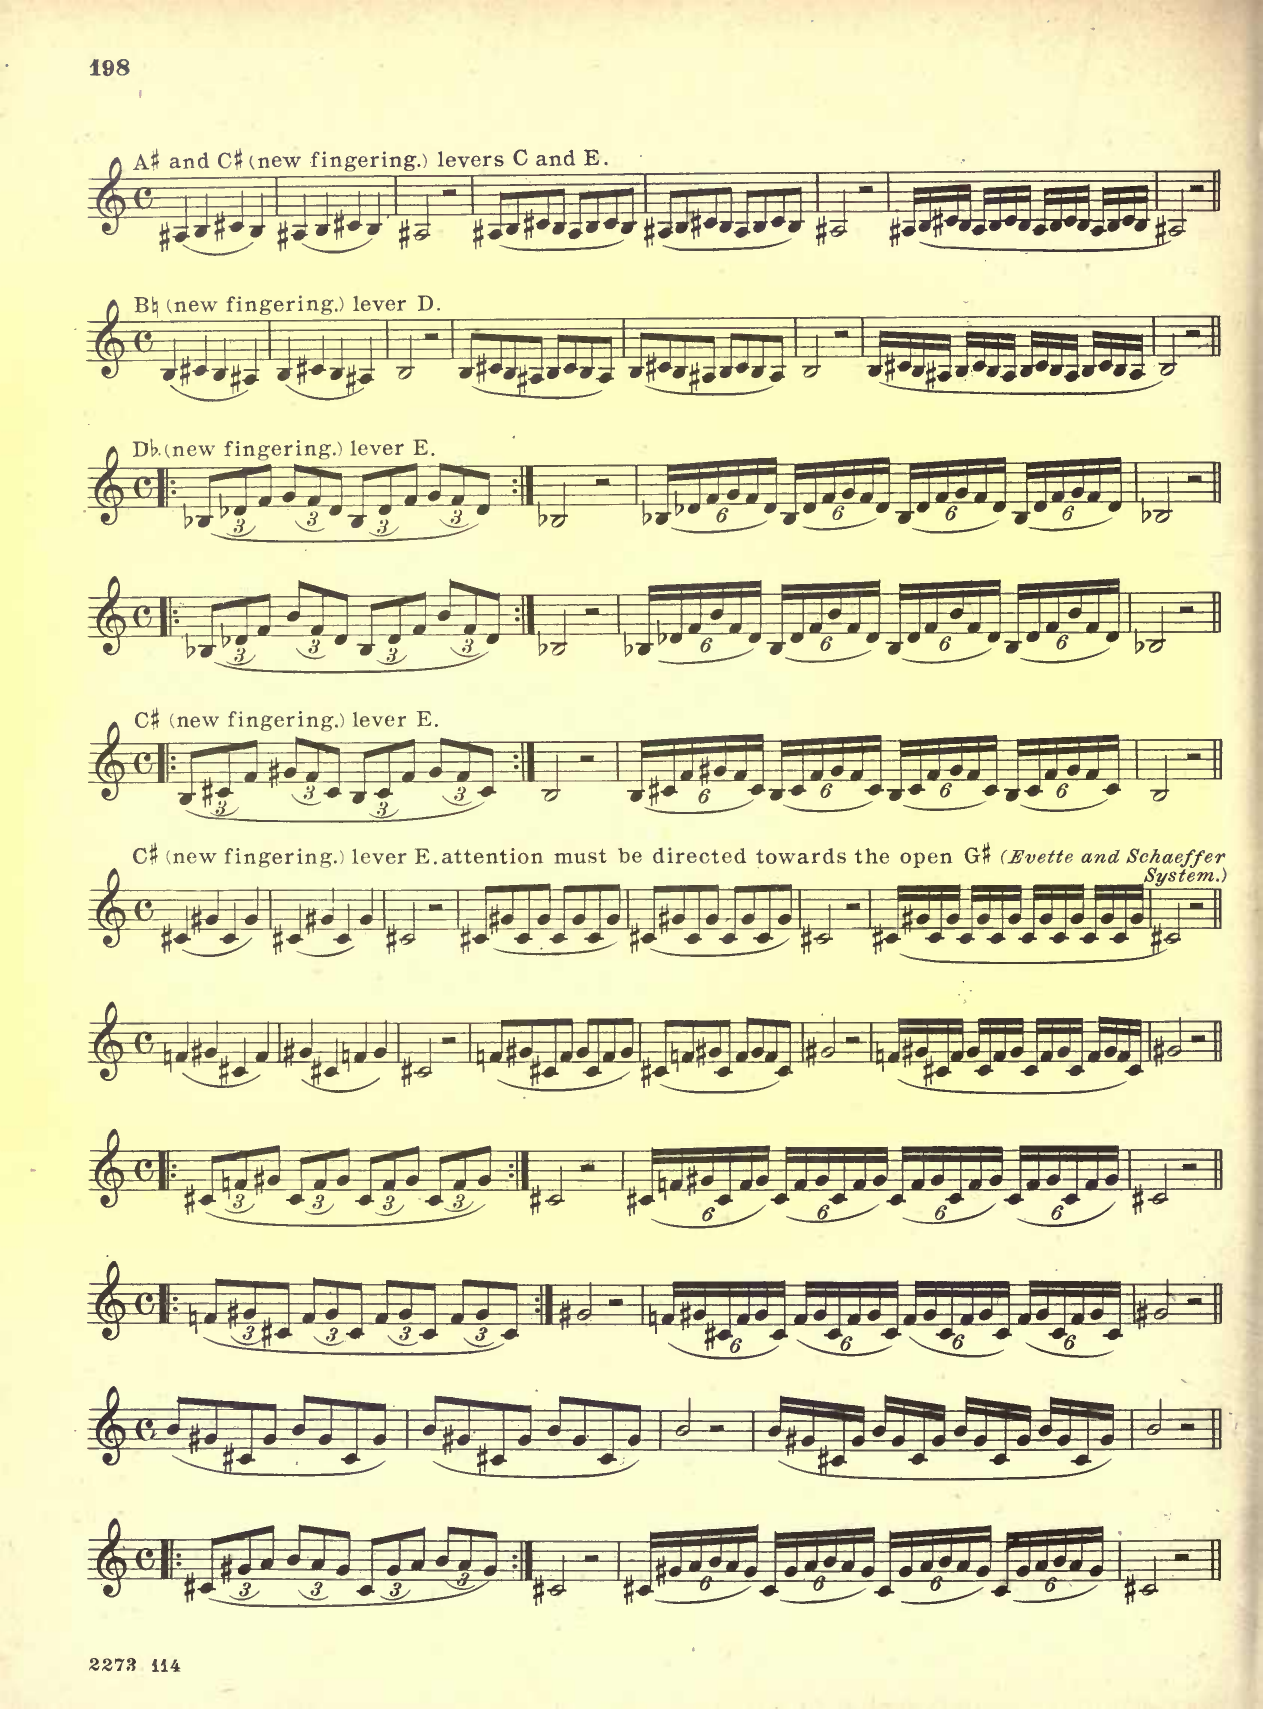 198
A♯ and C♯ (new fingering.) levers C and E.
B♮ (new fingering.) lever D.
D♭. (new fingering.) lever E.
3 3 3 3 6 6 6 6
3 3 3 3 6 6 6 6
C♯ (new fingering.) lever E.
3 3 3 3 6 6 6 6
C♯ (new fingering.) lever E. attention must be directed towards the open G♯ (Evette and Schaeffer
System.)
3 3 3 3 6 6 6 6
3 3 3 3 6 6 6 6
3 3 3 3 6 6 6 6
2273 114